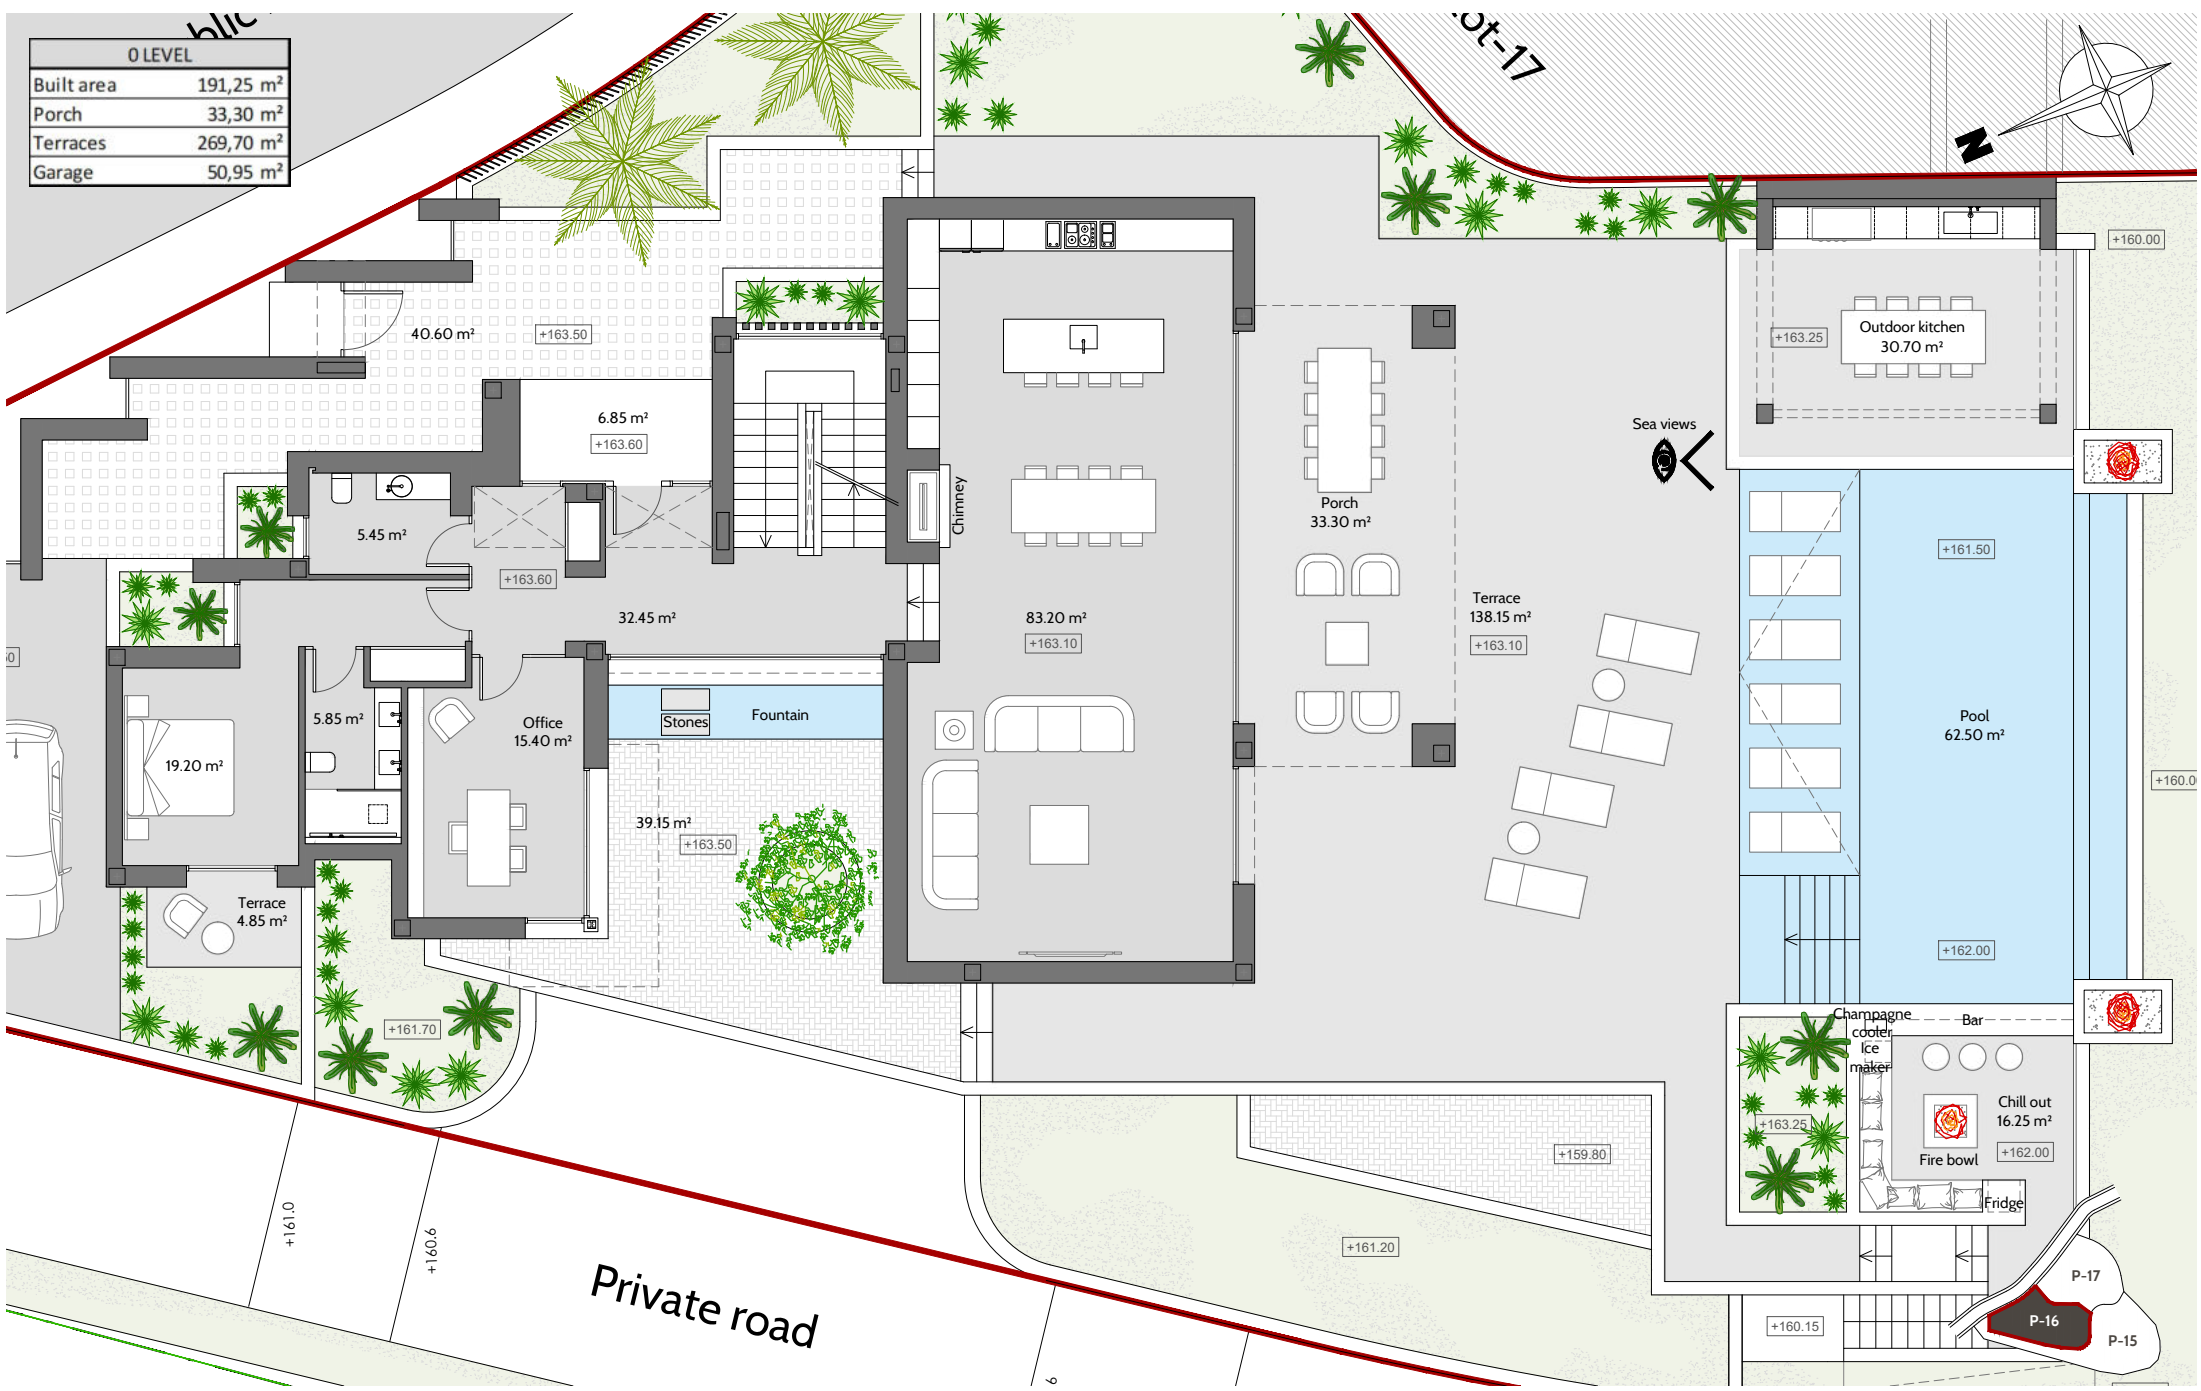 blic
0 LEVEL
Built area 191,25 m²
Porch 33,30 m²
Terraces 269,70 m²
Garage 50,95 m²
ot-17
N
+160.00
40.60 m²
+163.50
6.85 m²
+163.60
5.45 m²
+163.60
32.45 m²
Chimney
83.20 m²
+163.10
Porch
33.30 m²
Terrace
138.15 m²
+163.10
Sea views
Outdoor kitchen
30.70 m²
+163.25
+161.50
Pool
62.50 m²
+162.00
+160.0
Stones
Fountain
Office
15.40 m²
5.85 m²
19.20 m²
39.15 m²
+163.50
Terrace
4.85 m²
+161.70
Champagne
cooler
Ice
maker
Bar
Chill out
16.25 m²
+162.00
Fire bowl
Fridge
+163.25
+159.80
+161.20
+160.15
+161.0
+160.6
Private road
P-17
P-16
P-15